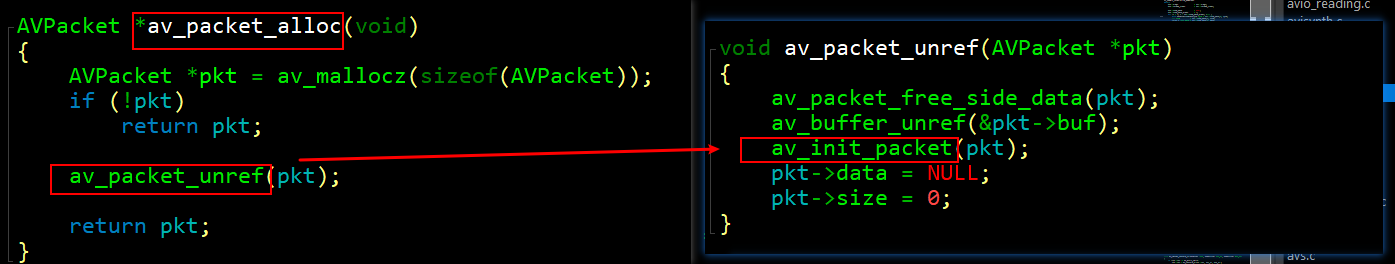 AVPacket *av_packet_alloc(void)
{
    AVPacket *pkt = av_mallocz(sizeof(AVPacket));
    if (!pkt)
        return pkt;

    av_packet_unref(pkt);

    return pkt;
}
void av_packet_unref(AVPacket *pkt)
{
    av_packet_free_side_data(pkt);
    av_buffer_unref(&pkt->buf);
    av_init_packet(pkt);
    pkt->data = NULL;
    pkt->size = 0;
}
avio_reading.c
avs.c